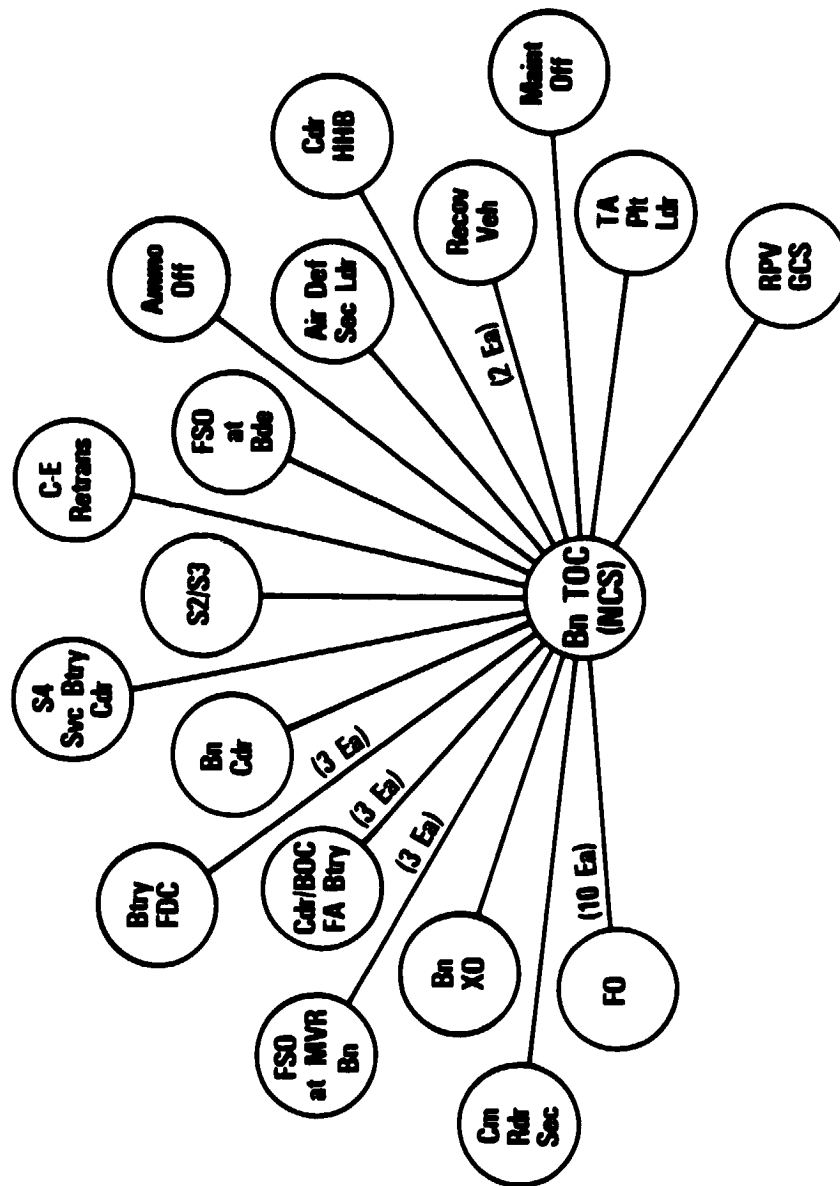 Cm
Rdr
Sec
FSO
at MVR
Bn
Btry
FDC
S4
Svc Btry
Cdr
C-E
Retrans
Ammo
Off
Cdr
HHB
Maint
Off
FO
(10 Ea)
Bn
XO
(3 Ea)
Cdr/BOC
FA Btry
(3 Ea)
Bn
Cdr
(3 Ea)
S2/S3
FSO
at
Bde
Air Def
Sec Ldr
Recov
Veh
(2 Ea)
TA
Plt
Ldr
RPV
GCS
Bn TOC
(NCS)